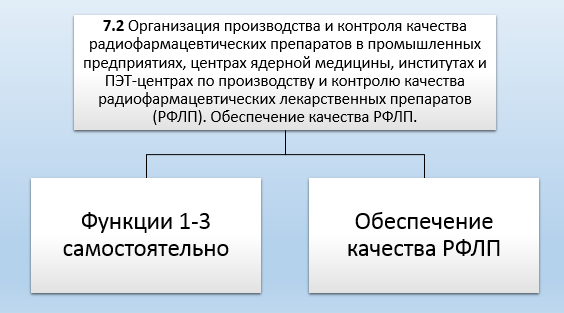 7.2 Организация производства и контроля качества
радиофармацевтических препаратов в промышленных
предприятиях, центрах ядерной медицины, институтах и
ПЭТ-центрах по производству и контролю качества
радиофармацевтических лекарственных препаратов
(РФЛП). Обеспечение качества РФЛП.
Функции 1-3
самостоятельно
Обеспечение
качества РФЛП